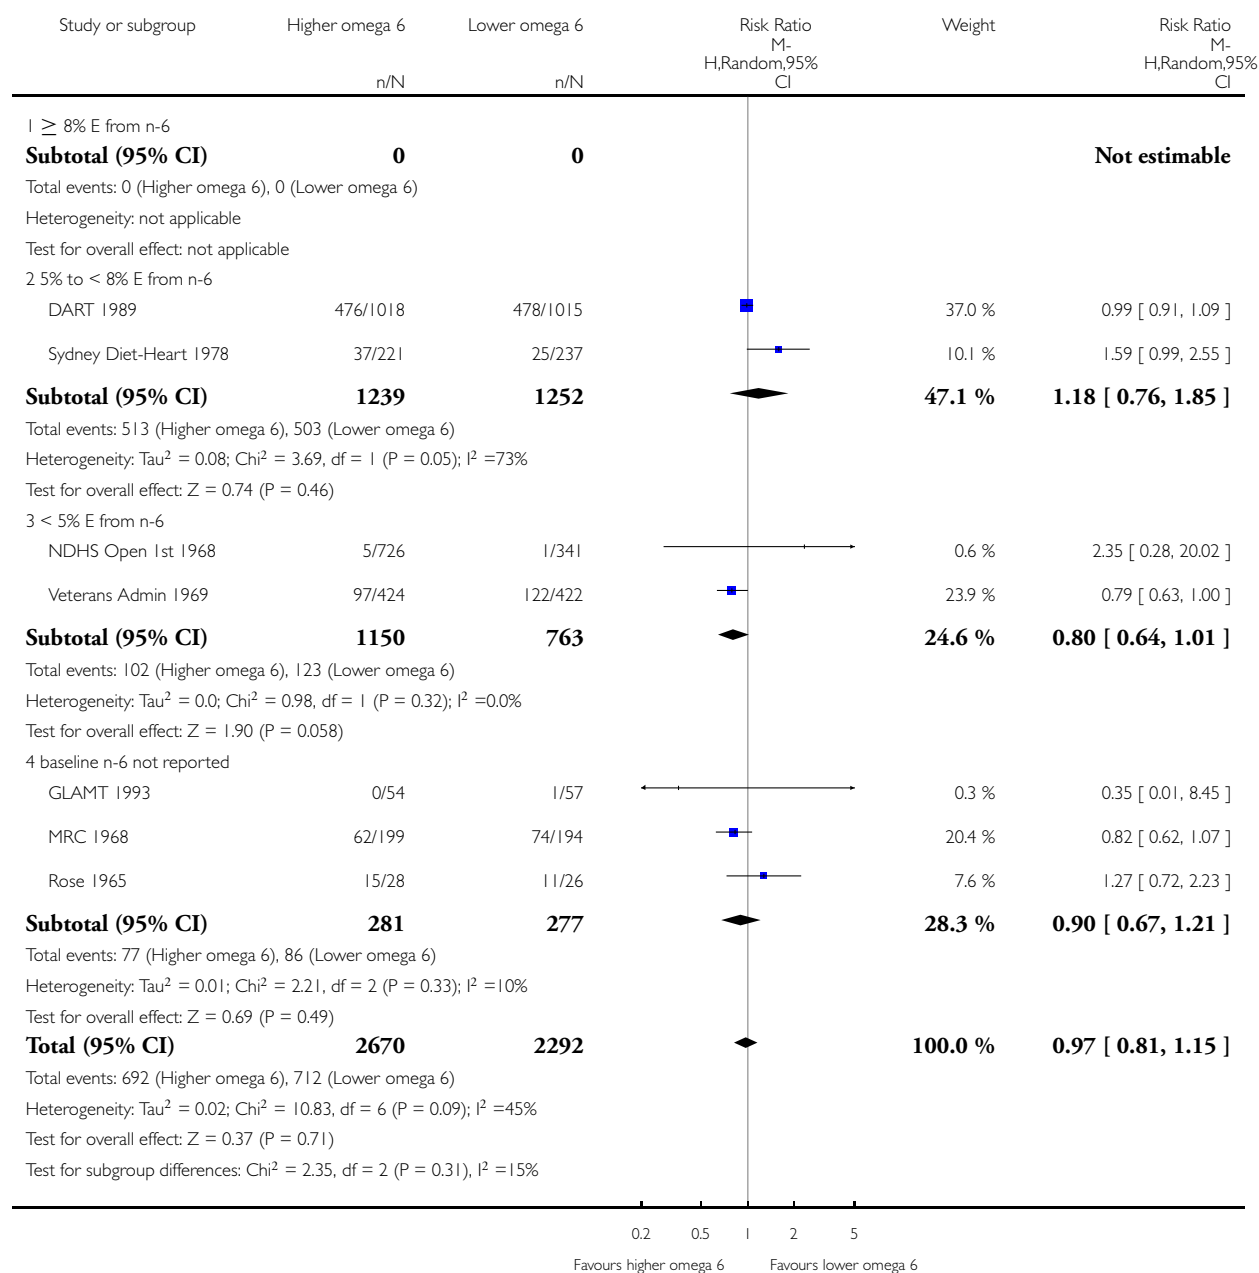 Study or subgroup Higher omega 6 Lower omega 6 Risk Ratio Weight Risk Ratio
M- M-
H,Random,95% H,Random,95%
n/N n/N CI CI
1 ≥ 8% E from n-6
Subtotal (95% CI) 0 0 Not estimable
Total events: 0 (Higher omega 6), 0 (Lower omega 6)
Heterogeneity: not applicable
Test for overall effect: not applicable
2 5% to < 8% E from n-6
DART 1989 476/1018 478/1015 37.0 % 0.99 [ 0.91, 1.09 ]
Sydney Diet-Heart 1978 37/221 25/237 10.1 % 1.59 [ 0.99, 2.55 ]
Subtotal (95% CI) 1239 1252 47.1 % 1.18 [ 0.76, 1.85 ]
Total events: 513 (Higher omega 6), 503 (Lower omega 6)
Heterogeneity: Tau² = 0.08; Chi² = 3.69, df = 1 (P = 0.05); I² =73%
Test for overall effect: Z = 0.74 (P = 0.46)
3 < 5% E from n-6
NDHS Open 1st 1968 5/726 1/341 0.6 % 2.35 [ 0.28, 20.02 ]
Veterans Admin 1969 97/424 122/422 23.9 % 0.79 [ 0.63, 1.00 ]
Subtotal (95% CI) 1150 763 24.6 % 0.80 [ 0.64, 1.01 ]
Total events: 102 (Higher omega 6), 123 (Lower omega 6)
Heterogeneity: Tau² = 0.0; Chi² = 0.98, df = 1 (P = 0.32); I² =0.0%
Test for overall effect: Z = 1.90 (P = 0.058)
4 baseline n-6 not reported
GLAMT 1993 0/54 1/57 0.3 % 0.35 [ 0.01, 8.45 ]
MRC 1968 62/199 74/194 20.4 % 0.82 [ 0.62, 1.07 ]
Rose 1965 15/28 11/26 7.6 % 1.27 [ 0.72, 2.23 ]
Subtotal (95% CI) 281 277 28.3 % 0.90 [ 0.67, 1.21 ]
Total events: 77 (Higher omega 6), 86 (Lower omega 6)
Heterogeneity: Tau² = 0.01; Chi² = 2.21, df = 2 (P = 0.33); I² =10%
Test for overall effect: Z = 0.69 (P = 0.49)
Total (95% CI) 2670 2292 100.0 % 0.97 [ 0.81, 1.15 ]
Total events: 692 (Higher omega 6), 712 (Lower omega 6)
Heterogeneity: Tau² = 0.02; Chi² = 10.83, df = 6 (P = 0.09); I² =45%
Test for overall effect: Z = 0.37 (P = 0.71)
Test for subgroup differences: Chi² = 2.35, df = 2 (P = 0.31), I² =15%
0.2 0.5 1 2 5
Favours higher omega 6 Favours lower omega 6